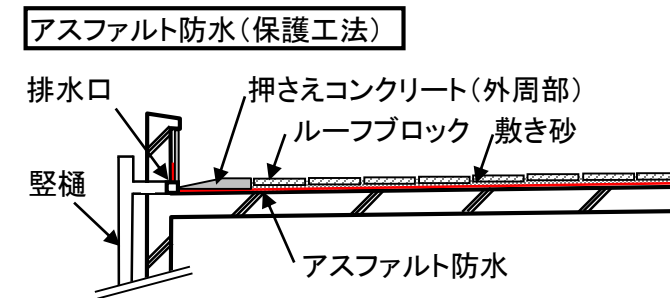 アスファルト防水(保護工法)
排水口
押さえコンクリート(外周部)
ルーフブロック
敷き砂
竪樋
アスファルト防水